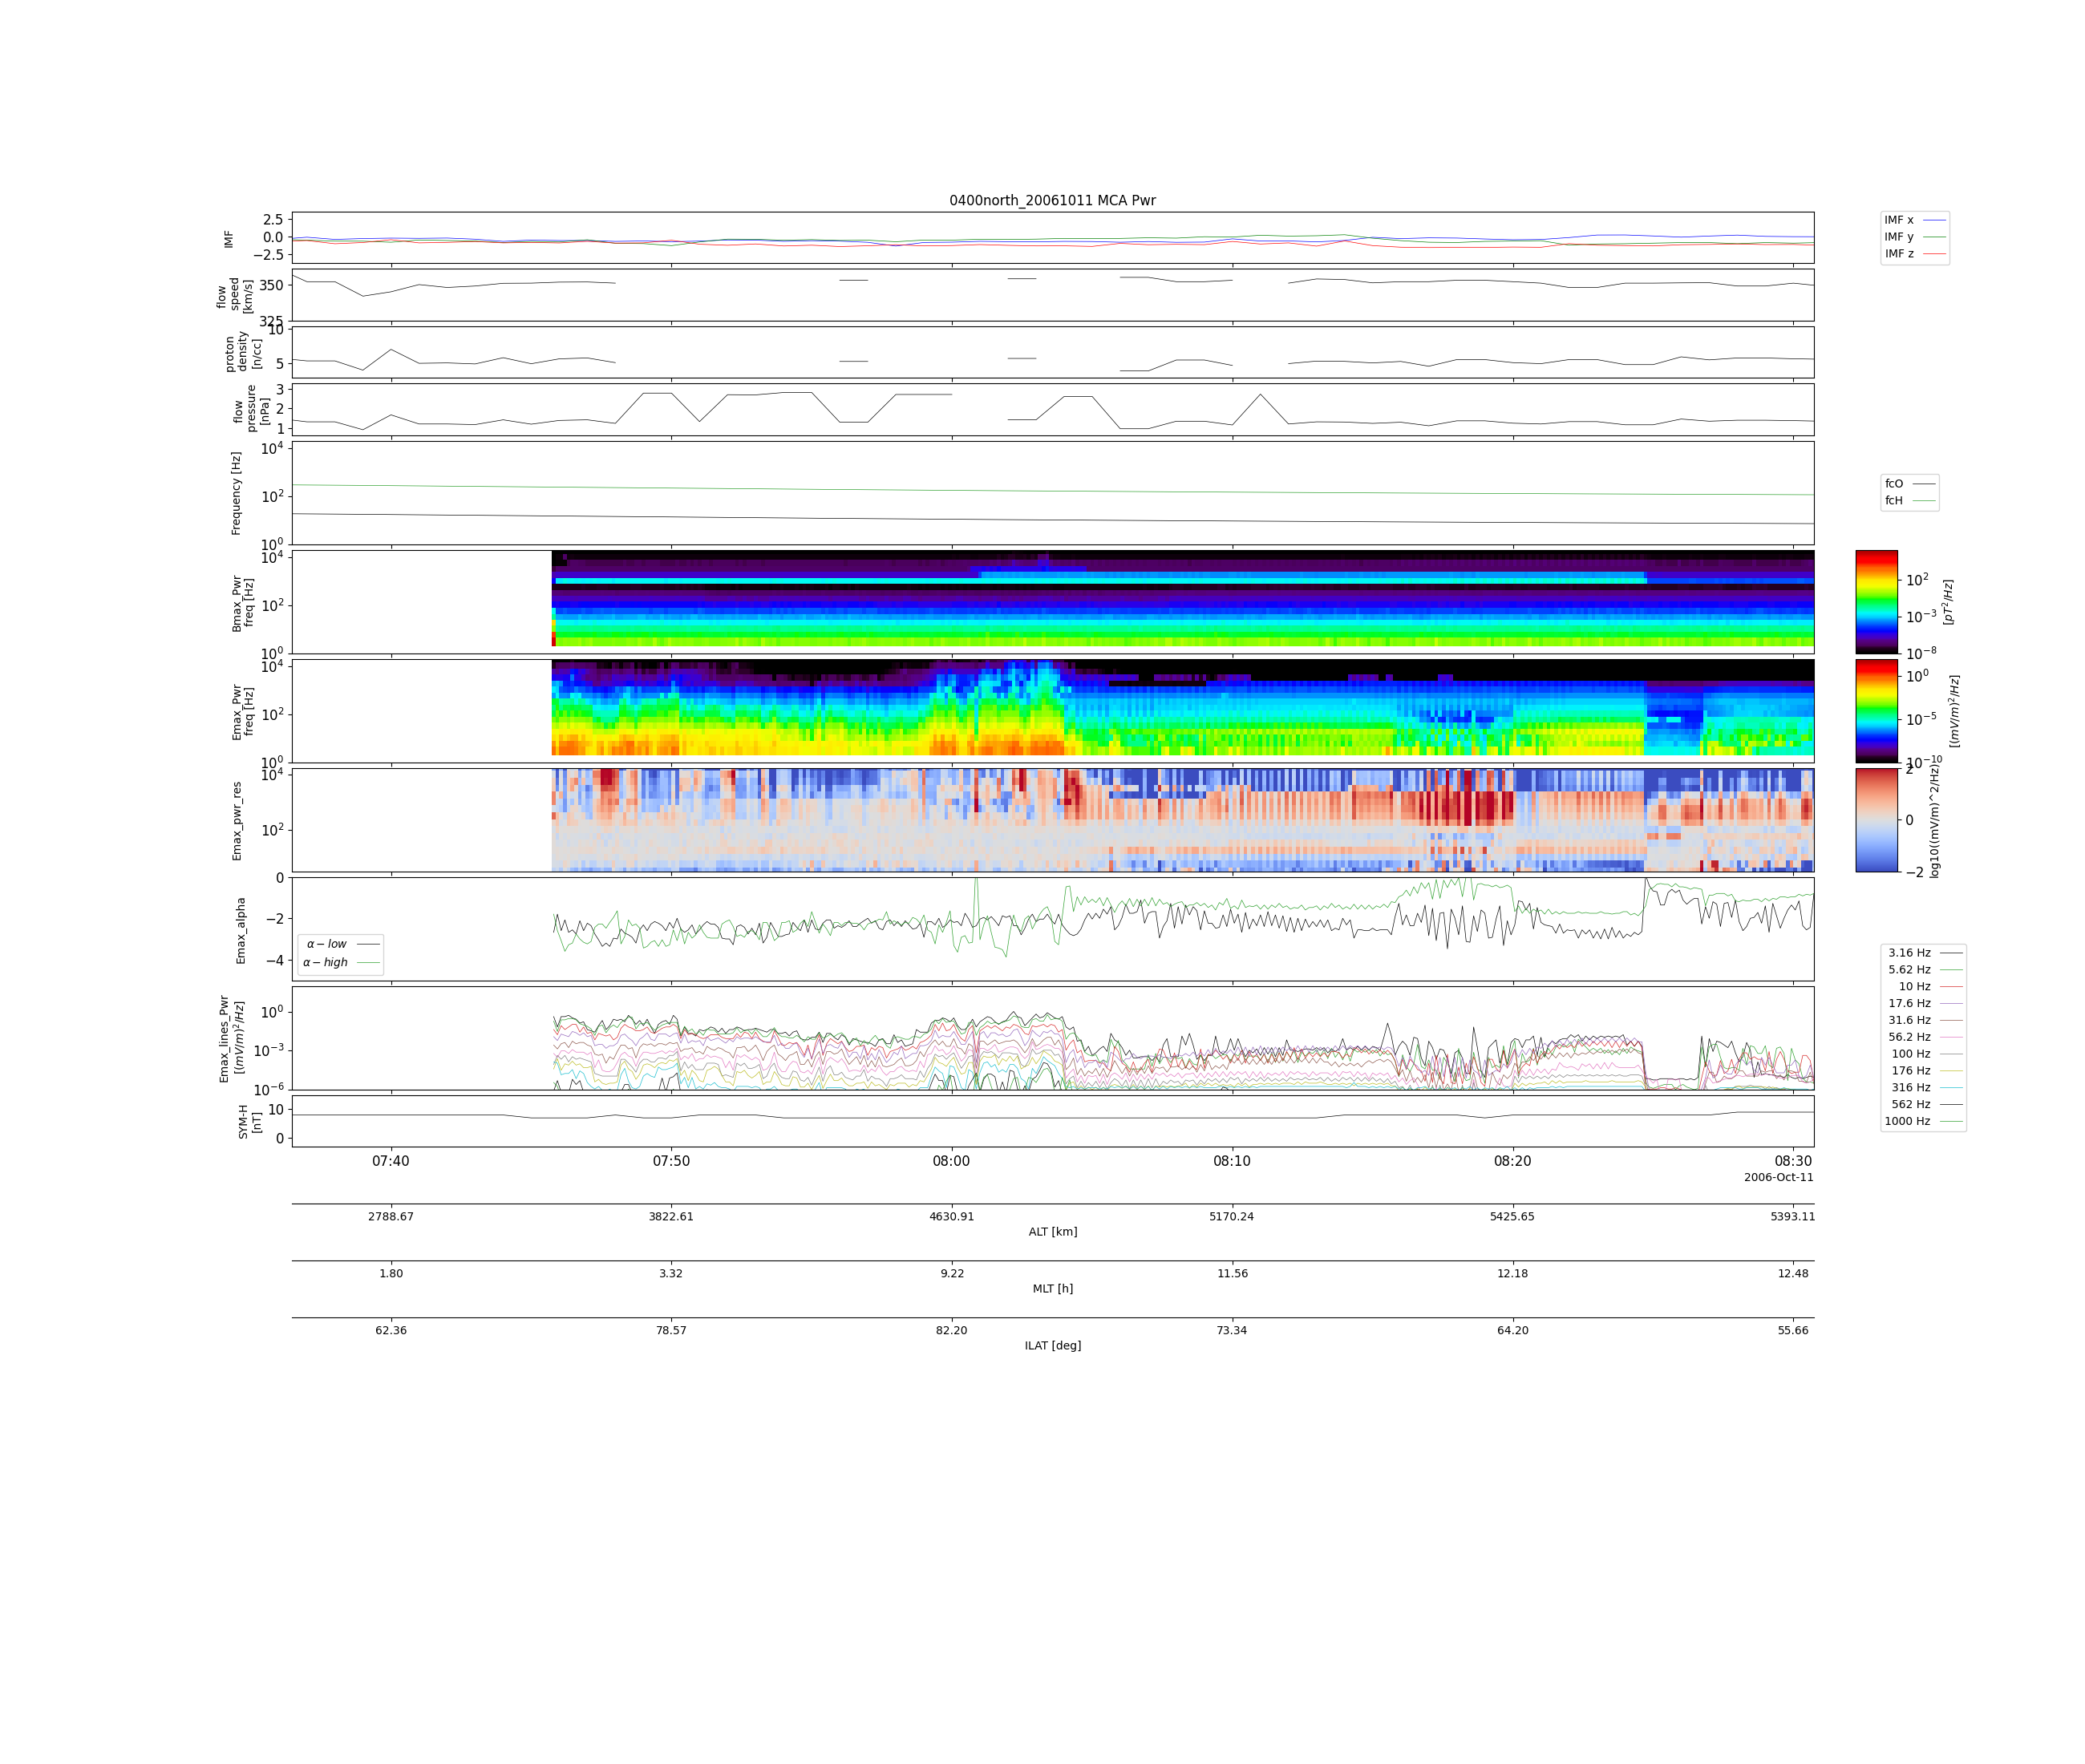 0400north_20061011 MCA Pwr
IMF
2.5
0.0
−2.5
IMF x
IMF y
IMF z
flow
speed
[km/s]
350
325
proton
density
[n/cc]
10
5
flow
pressure
[nPa]
3
2
1
Frequency [Hz]
10^4
10^2
10^0
fcO
fcH
Bmax_Pwr
freq [Hz]
10^4
10^2
10^0
10^2
10^−3
10^−8
[pT^2/Hz]
Emax_Pwr
freq [Hz]
10^4
10^2
10^0
10^0
10^−5
10^−10
[(mV/m)^2/Hz]
Emax_pwr_res
10^4
10^2
2
0
−2
log10((mV/m)^2/Hz)
Emax_alpha
0
−2
−4
α − low
α − high
Emax_lines_Pwr
[(mV/m)^2/Hz]
10^0
10^−3
10^−6
3.16 Hz
5.62 Hz
10 Hz
17.6 Hz
31.6 Hz
56.2 Hz
100 Hz
176 Hz
316 Hz
562 Hz
1000 Hz
SYM-H
[nT]
10
0
07:40 07:50 08:00 08:10 08:20 08:30
2006-Oct-11
2788.67 3822.61 4630.91 5170.24 5425.65 5393.11
ALT [km]
1.80 3.32 9.22 11.56 12.18 12.48
MLT [h]
62.36 78.57 82.20 73.34 64.20 55.66
ILAT [deg]